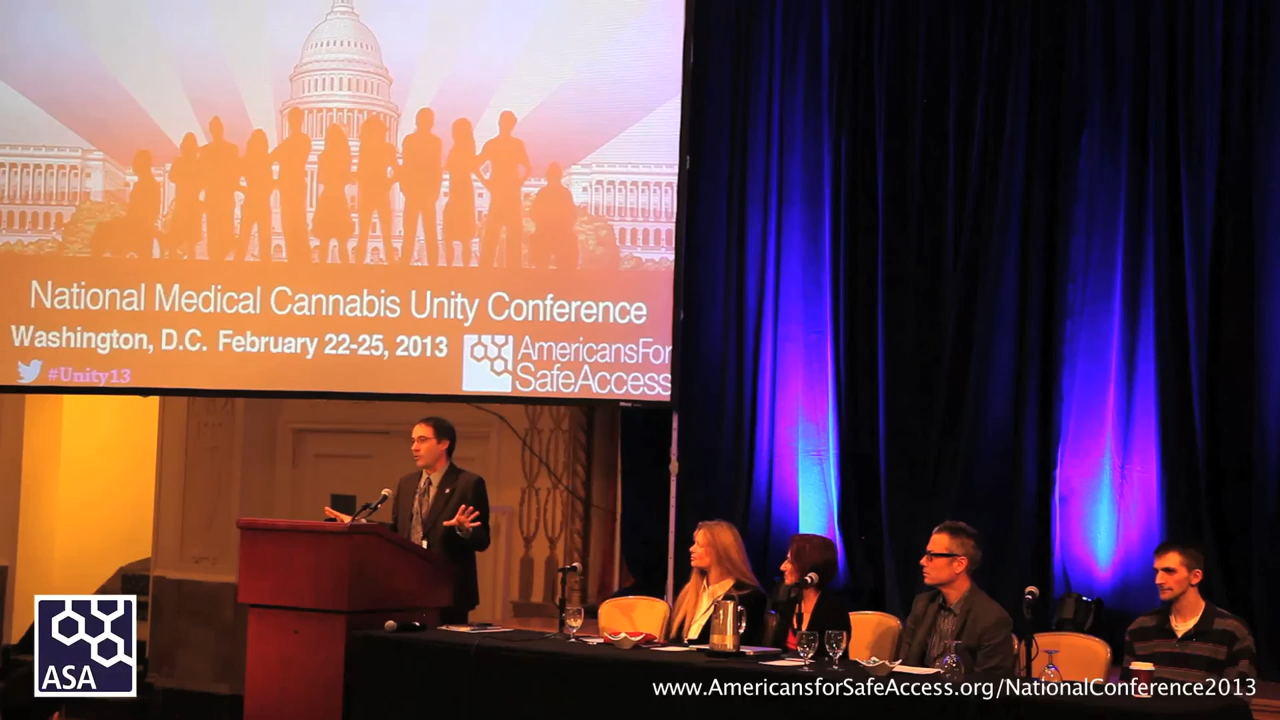 National Medical Cannabis Unity Conference
Washington, D.C. February 22-25, 2013
#Unity13
AmericansFor
SafeAccess
ASA
www.AmericansforSafeAccess.org/NationalConference2013